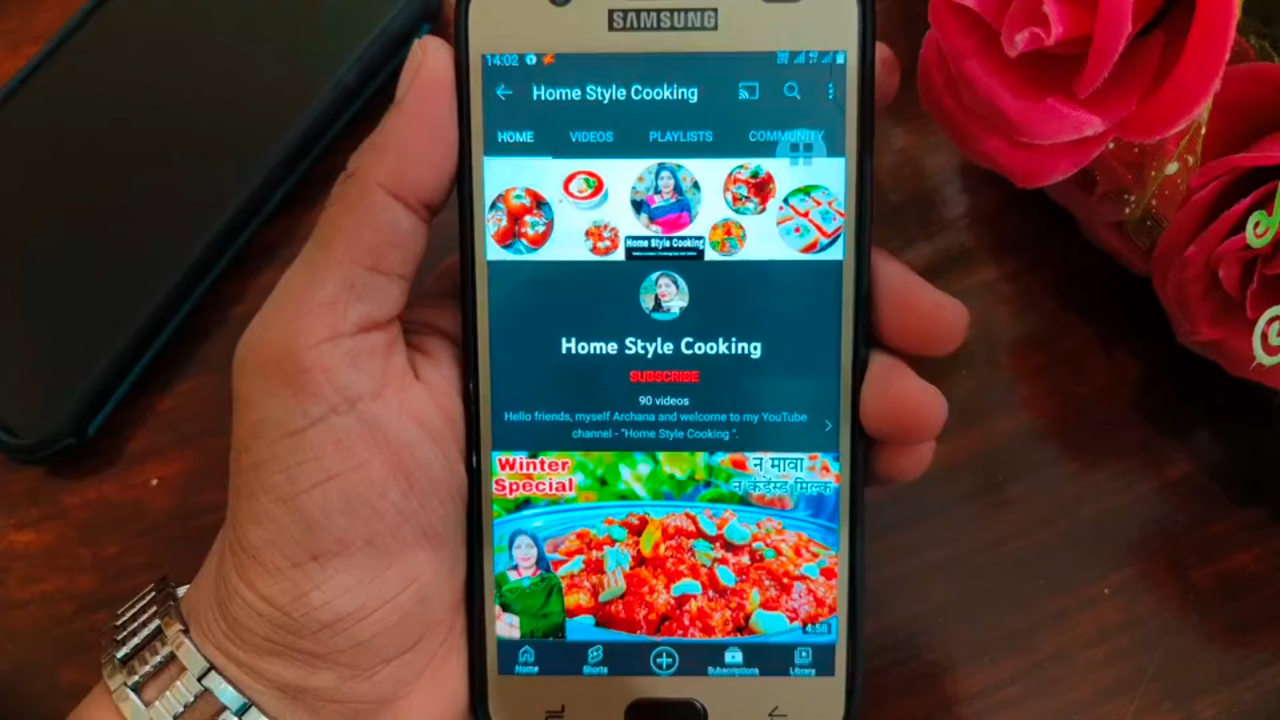 SAMSUNG
14:02
Home Style Cooking
HOME VIDEOS PLAYLISTS COMMUNITY
Home Style Cooking
Home Style Cooking
SUBSCRIBE
90 videos
Hello friends, myself Archana and welcome to my YouTube
channel - "Home Style Cooking ".
Winter
Special
न मावा
न कंडेंस्ड मिल्क
4:58
Home Shorts Subscriptions Library